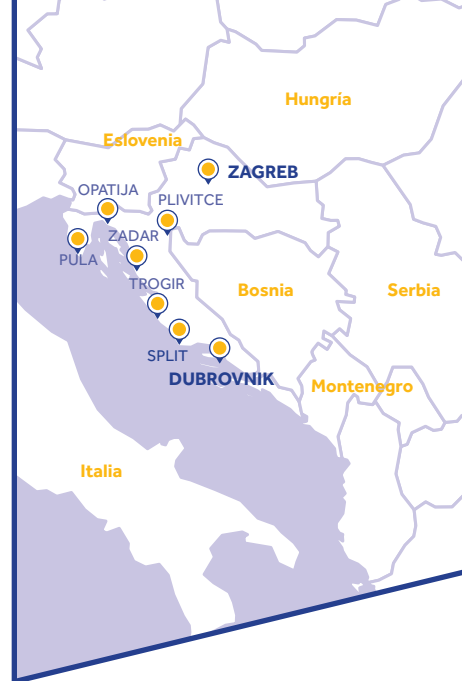 Hungría
Eslovenia
ZAGREB
OPATIJA
PLIVITCE
ZADAR
PULA
TROGIR
Bosnia
Serbia
SPLIT
DUBROVNIK
Montenegro
Italia